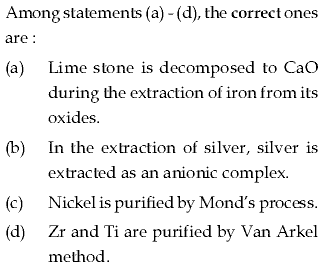 Among statements (a) - (d), the correct ones
are :
(a) Lime stone is decomposed to CaO
during the extraction of iron from its
oxides.
(b) In the extraction of silver, silver is
extracted as an anionic complex.
(c) Nickel is purified by Mond's process.
(d) Zr and Ti are purified by Van Arkel
method.